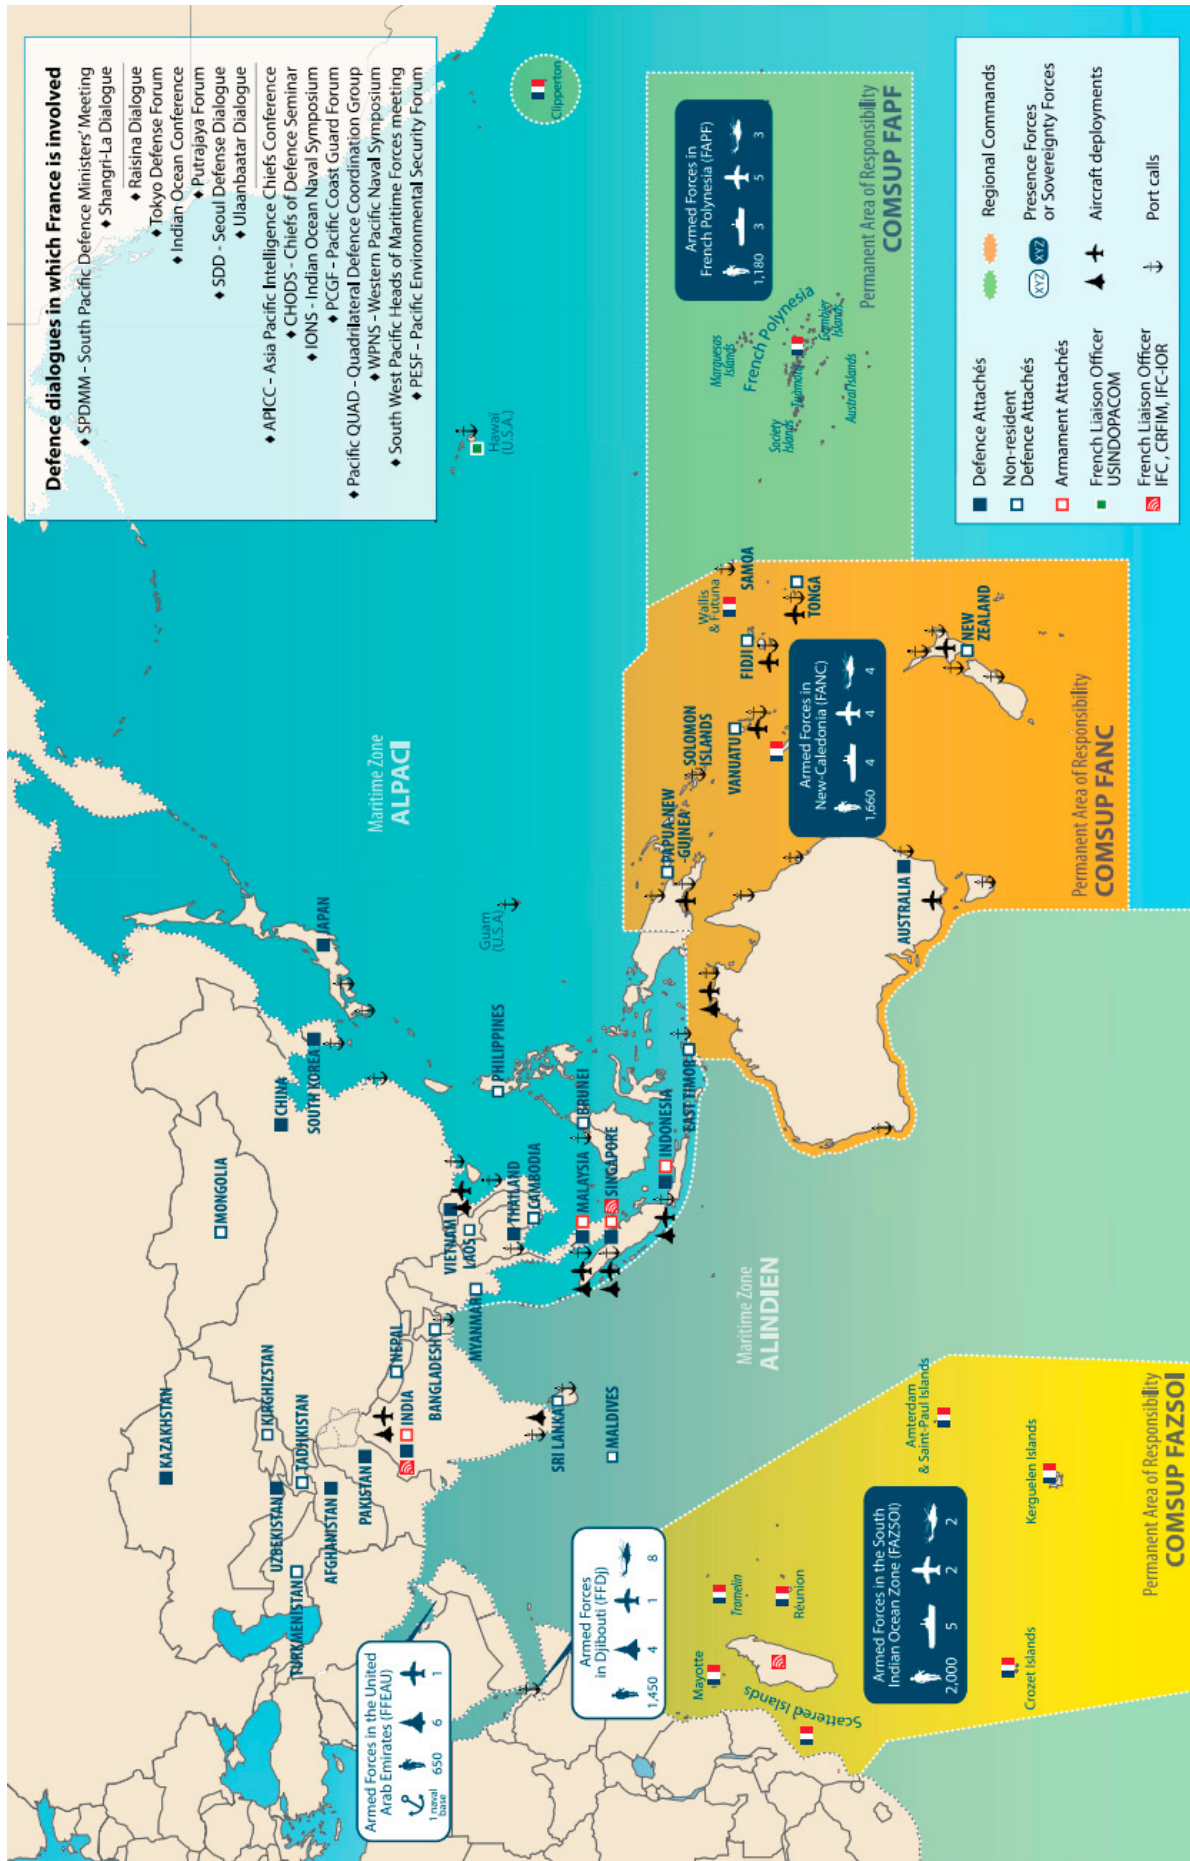 Defence dialogues in which France is involved
♦ SPDMM - South Pacific Defence Ministers' Meeting
♦ Shangri-La Dialogue
♦ Raisina Dialogue
♦ Tokyo Defense Forum
♦ Indian Ocean Conference
♦ Putrajaya Forum
♦ SDD - Seoul Defense Dialogue
♦ Ulaanbaatar Dialogue
♦ APICC - Asia Pacific Intelligence Chiefs Conference
♦ CHODS - Chiefs of Defence Seminar
♦ IONS - Indian Ocean Naval Symposium
♦ PCGF - Pacific Coast Guard Forum
♦ Pacific QUAD - Quadrilateral Defence Coordination Group
♦ WPNS - Western Pacific Naval Symposium
♦ South West Pacific Heads of Maritime Forces meeting
♦ PESF - Pacific Environmental Security Forum
KAZAKHSTAN
MONGOLIA
KIRGHIZSTAN
UZBEKISTAN
TADJIKISTAN
TURKMENISTAN
AFGHANISTAN
PAKISTAN
INDIA
NEPAL
BANGLADESH
MYANMAR
VIETNAM
LAOS
THAILAND
CAMBODIA
CHINA
SOUTH KOREA
JAPAN
PHILIPPINES
BRUNEI
MALAYSIA
SINGAPORE
INDONESIA
EAST TIMOR
SRI LANKA
MALDIVES
Maritime Zone
ALPACI
Guam
(U.S.A)
Hawaï
(U.S.A.)
Clipperton
Armed Forces in the United
Arab Emirates (FFEAU)
1 naval
base
650
6
1
Armed Forces
in Djibouti (FFDj)
1,450
4
1
8
Maritime Zone
ALINDIEN
PAPUA-NEW
-GUINEA
SOLOMON
ISLANDS
VANUATU
FIDJI
Wallis
& Futuna
SAMOA
TONGA
AUSTRALIA
NEW
ZEALAND
Armed Forces in
New-Caledonia (FANC)
1,660
4
4
4
Permanent Area of Responsibility
COMSUP FANC
Marquesas
Islands
French Polynesia
Society
Islands
Tuamotu
Gambier
Islands
Austral Islands
Armed Forces in
French Polynesia (FAPF)
1,180
3
5
3
Permanent Area of Responsibility
COMSUP FAPF
Mayotte
Tromelin
Réunion
Scattered Islands
Amterdam
& Saint-Paul Islands
Crozet Islands
Kerguelen Islands
Armed Forces in the South
Indian Ocean Zone (FAZSOI)
2,000
5
2
2
Permanent Area of Responsibility
COMSUP FAZSOI
Defence Attachés
Non-resident
Defence Attachés
Armament Attachés
French Liaison Officer
USINDOPACOM
French Liaison Officer
IFC, CRFIM, IFC-IOR
Regional Commands
XYZ
XYZ
Presence Forces
or Sovereignty Forces
Aircraft deployments
Port calls